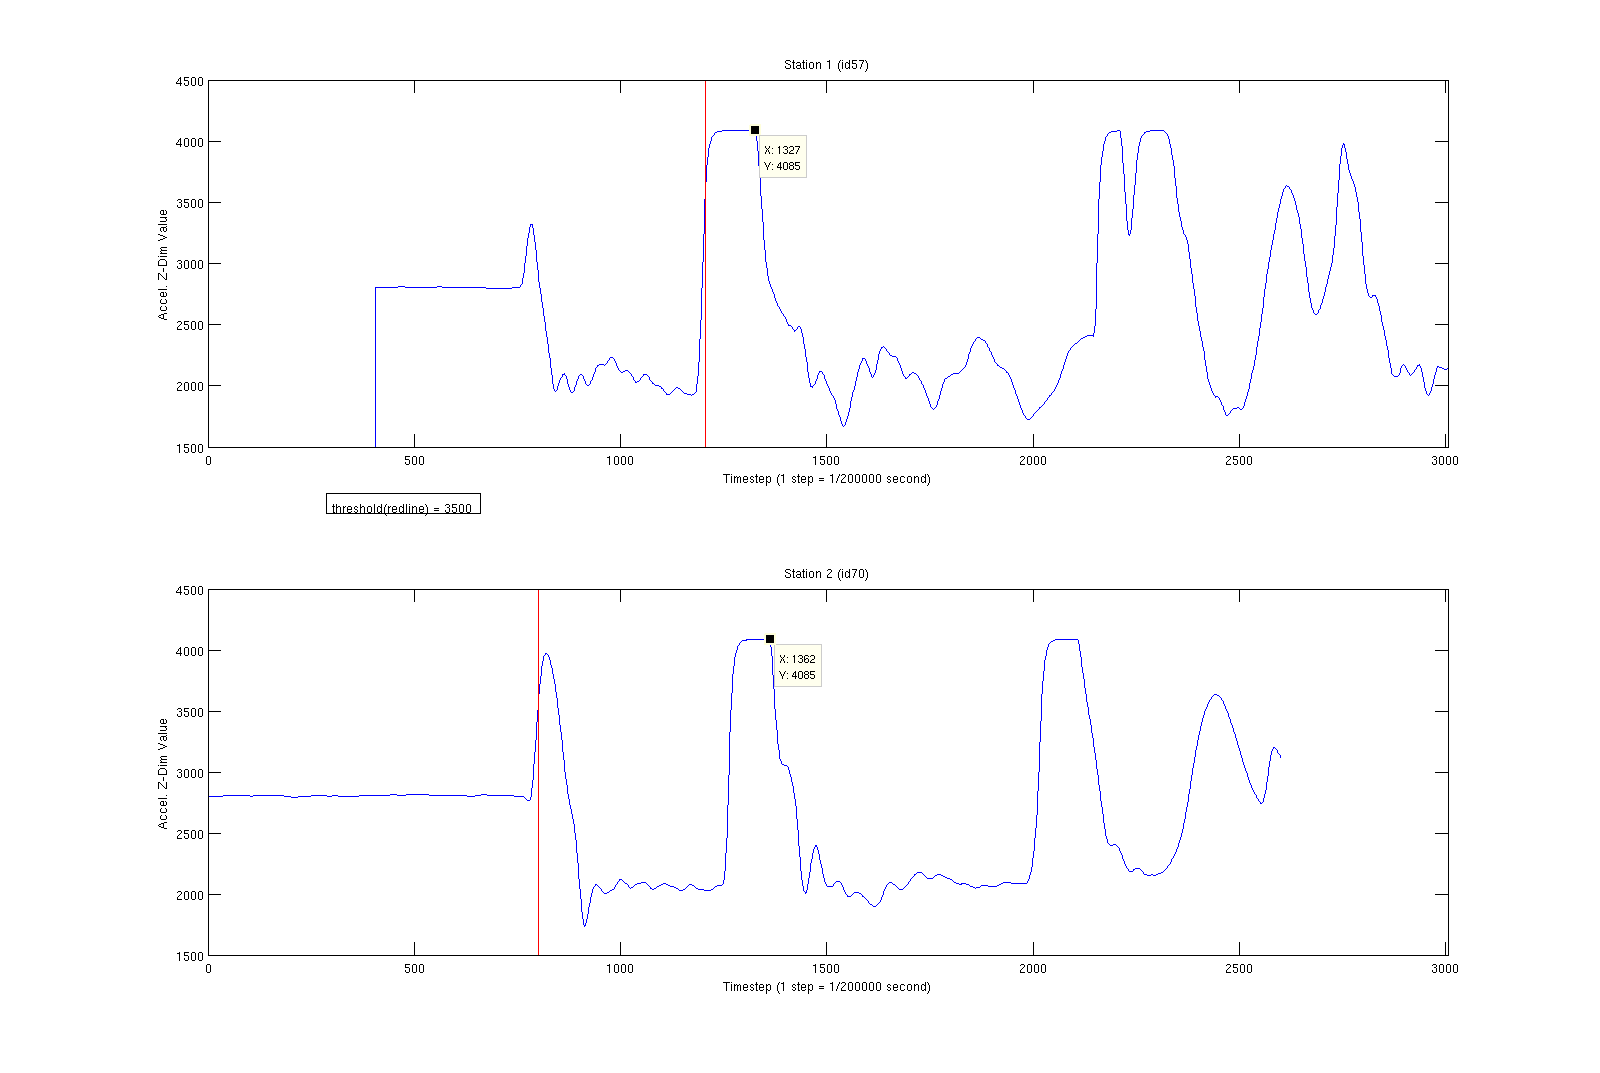 Station 1 (id57)
4500
4000
3500
3000
2500
2000
1500
Accel. Z-Dim Value
X: 1327
Y: 4085
0 500 1000 1500 2000 2500 3000
Timestep (1 step = 1/200000 second)
threshold(redline) = 3500
Station 2 (id70)
4500
4000
3500
3000
2500
2000
1500
Accel. Z-Dim Value
X: 1362
Y: 4085
0 500 1000 1500 2000 2500 3000
Timestep (1 step = 1/200000 second)